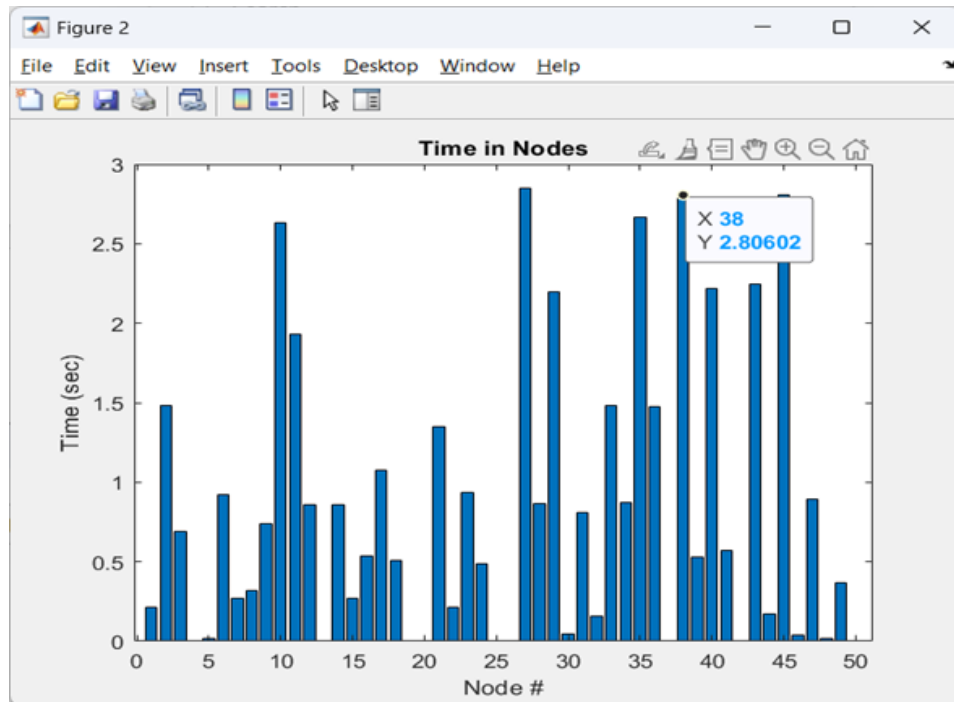 Figure 2
File Edit View Insert Tools Desktop Window Help
Time in Nodes
3
2.5
2
1.5
1
0.5
0
Time (sec)
X 38
Y 2.80602
0 5 10 15 20 25 30 35 40 45 50
Node #